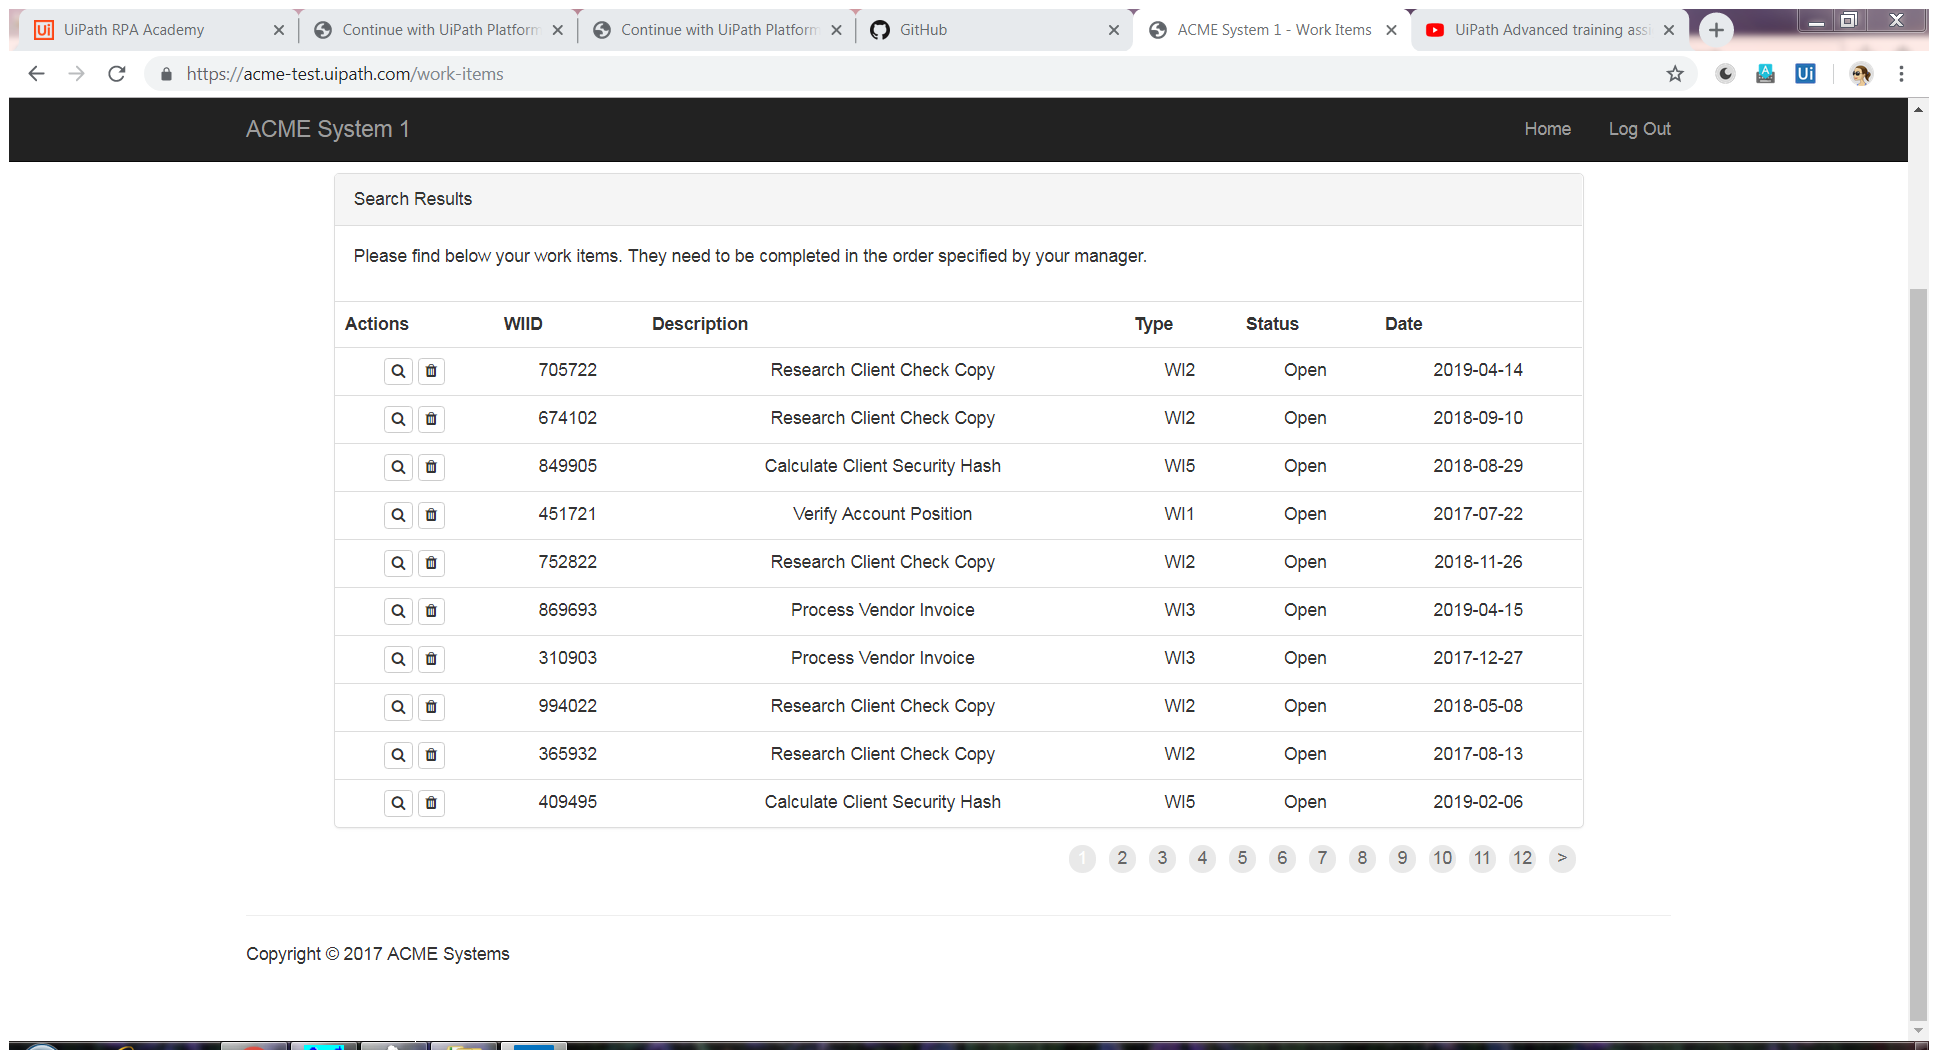 UiPath RPA Academy
Continue with UiPath Platform
Continue with UiPath Platform
GitHub
ACME System 1 - Work Items
UiPath Advanced training assi
https://acme-test.uipath.com/work-items
ACME System 1
Home
Log Out
Search Results
Please find below your work items. They need to be completed in the order specified by your manager.
Actions WIID Description Type Status Date
705722 Research Client Check Copy WI2 Open 2019-04-14
674102 Research Client Check Copy WI2 Open 2018-09-10
849905 Calculate Client Security Hash WI5 Open 2018-08-29
451721 Verify Account Position WI1 Open 2017-07-22
752822 Research Client Check Copy WI2 Open 2018-11-26
869693 Process Vendor Invoice WI3 Open 2019-04-15
310903 Process Vendor Invoice WI3 Open 2017-12-27
994022 Research Client Check Copy WI2 Open 2018-05-08
365932 Research Client Check Copy WI2 Open 2017-08-13
409495 Calculate Client Security Hash WI5 Open 2019-02-06
1 2 3 4 5 6 7 8 9 10 11 12 >
Copyright © 2017 ACME Systems